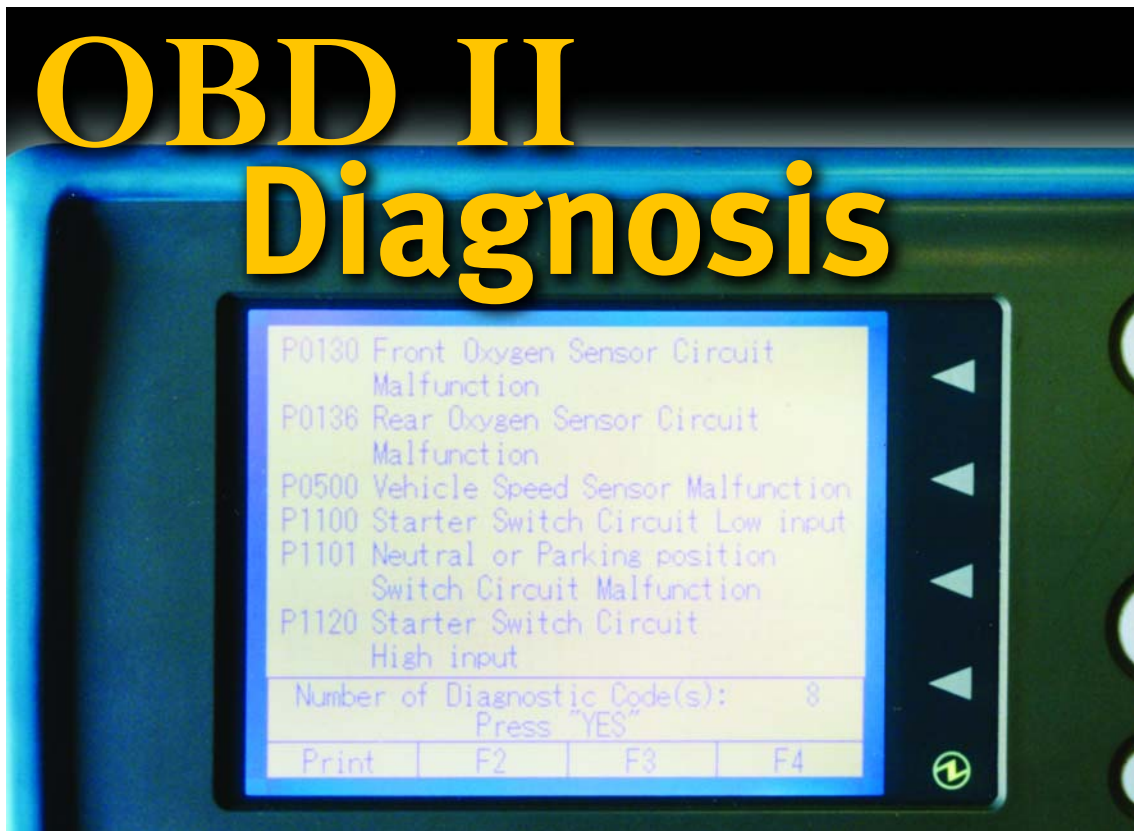 OBD II
Diagnosis
P0130 Front Oxygen Sensor Circuit
Malfunction
P0136 Rear Oxygen Sensor Circuit
Malfunction
P0500 Vehicle Speed Sensor Malfunction
P1100 Starter Switch Circuit Low input
P1101 Neutral or Parking position
Switch Circuit Malfunction
P1120 Starter Switch Circuit
High input
Number of Diagnostic Code(s): 8
Press "YES"
Print F2 F3 F4